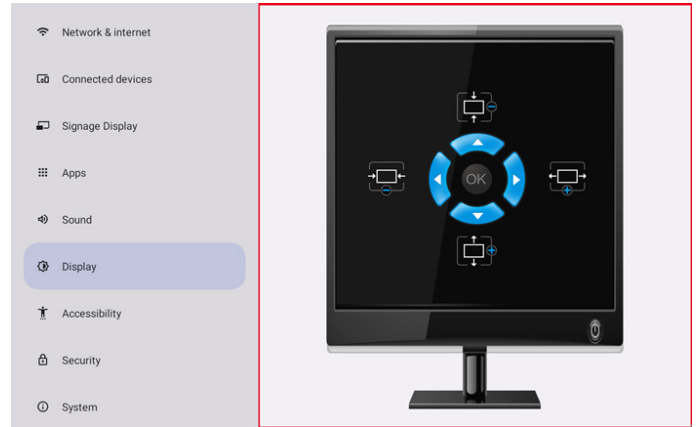 Network & internet
Connected devices
Signage Display
Apps
Sound
Display
Accessibility
Security
System
OK